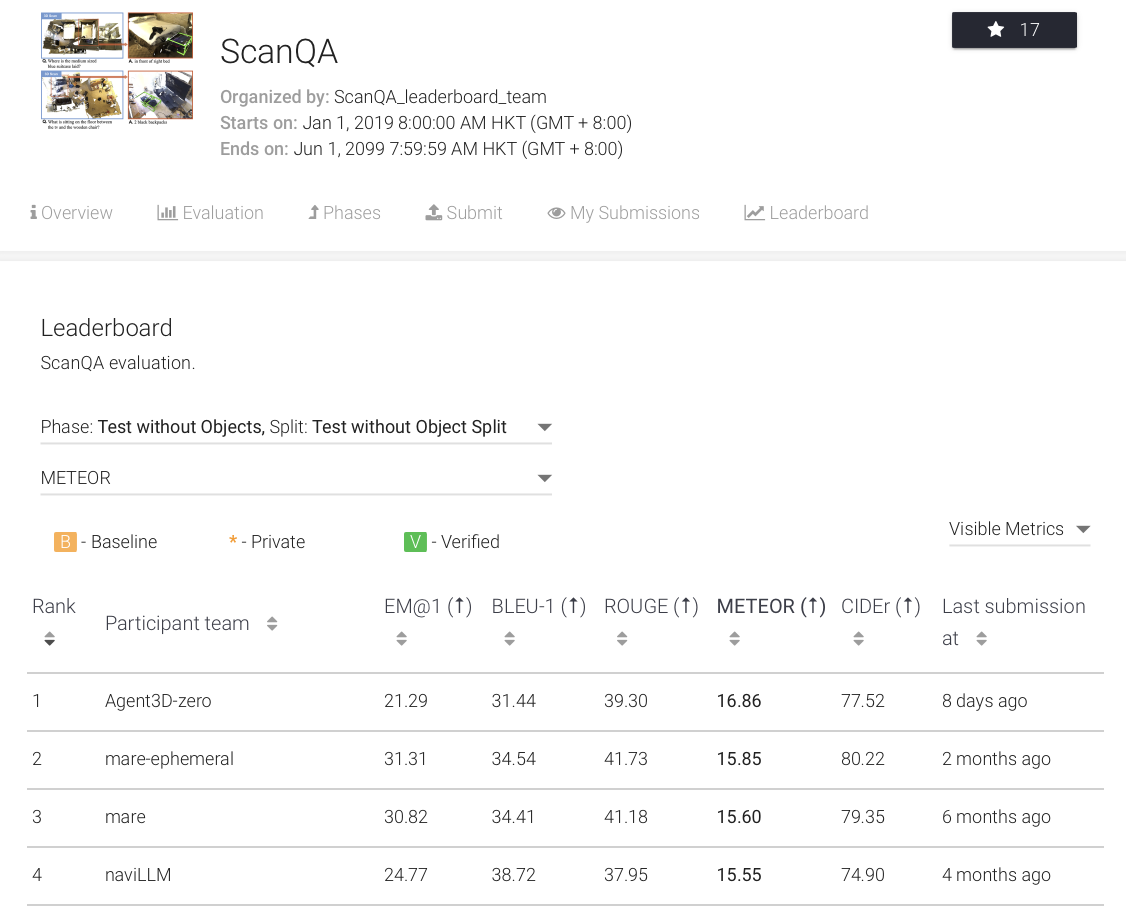 3D Scan
Q. Where is the medium sized
blue suitcase laid?
A. in front of right bed
3D Scan
Q. What is sitting on the floor between
the tv and the wooden chair?
A. 2 black backpacks
ScanQA
17
Organized by: ScanQA_leaderboard_team
Starts on: Jan 1, 2019 8:00:00 AM HKT (GMT + 8:00)
Ends on: Jun 1, 2099 7:59:59 AM HKT (GMT + 8:00)
Overview Evaluation Phases Submit My Submissions Leaderboard
Leaderboard
ScanQA evaluation.
Phase: Test without Objects, Split: Test without Object Split
METEOR
B - Baseline * - Private V - Verified
Visible Metrics
Rank Participant team EM@1 (↑) BLEU-1 (↑) ROUGE (↑) METEOR (↑) CIDEr (↑) Last submission
at
1 Agent3D-zero 21.29 31.44 39.30 16.86 77.52 8 days ago
2 mare-ephemeral 31.31 34.54 41.73 15.85 80.22 2 months ago
3 mare 30.82 34.41 41.18 15.60 79.35 6 months ago
4 naviLLM 24.77 38.72 37.95 15.55 74.90 4 months ago